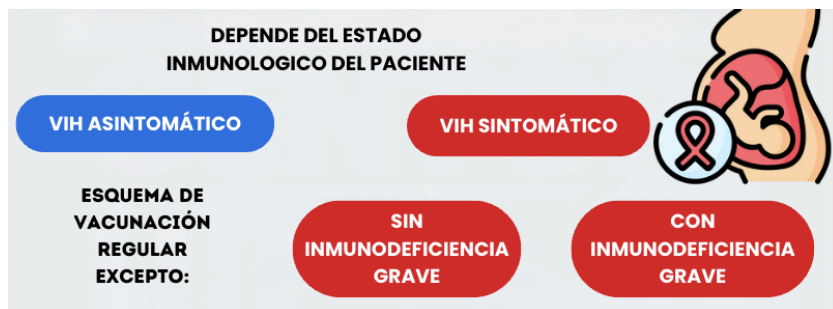 DEPENDE DEL ESTADO
INMUNOLOGICO DEL PACIENTE
VIH ASINTOMÁTICO
VIH SINTOMÁTICO
ESQUEMA DE
VACUNACIÓN
REGULAR
EXCEPTO:
SIN
INMUNODEFICIENCIA
GRAVE
CON
INMUNODEFICIENCIA
GRAVE